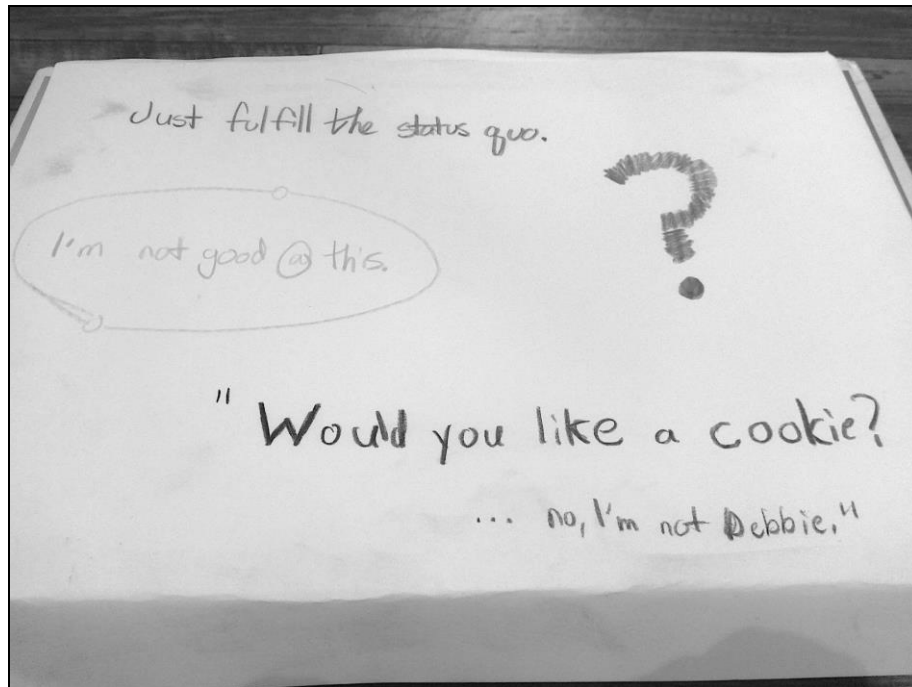 Just fulfill the status quo.
?
I'm not good @ this.
"Would you like a cookie?
... no, I'm not Debbie."